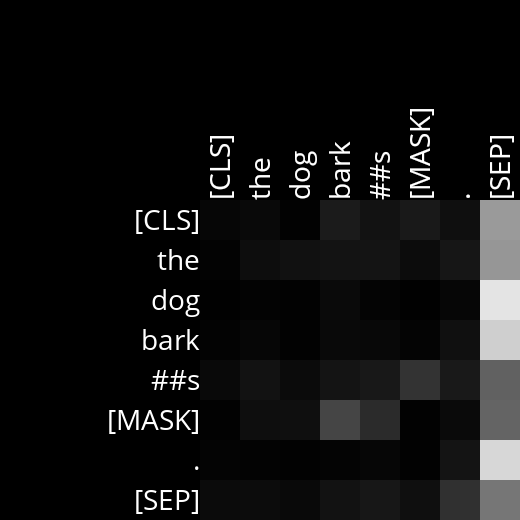 [CLS] the dog bark ##s [MASK] . [SEP]
[CLS]
the
dog
bark
##s
[MASK]
.
[SEP]